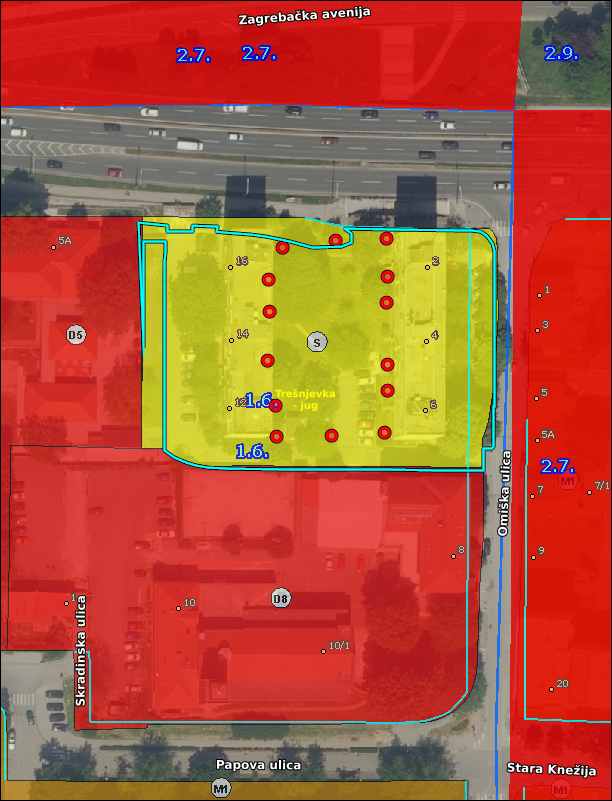 Zagrebačka avenija
2.7. 2.7. 2.9.
5A
16
2
1
3
D5
14
S
4
5
12
1.6.
Trešnjevka
- jug
6
5A
1.6.
2.7.
M1
7
7/1
Omiška ulica
8
9
1
10
D8
Skradinska ulica
10/1
20
Papova ulica
Stara Knežija
M1
M1